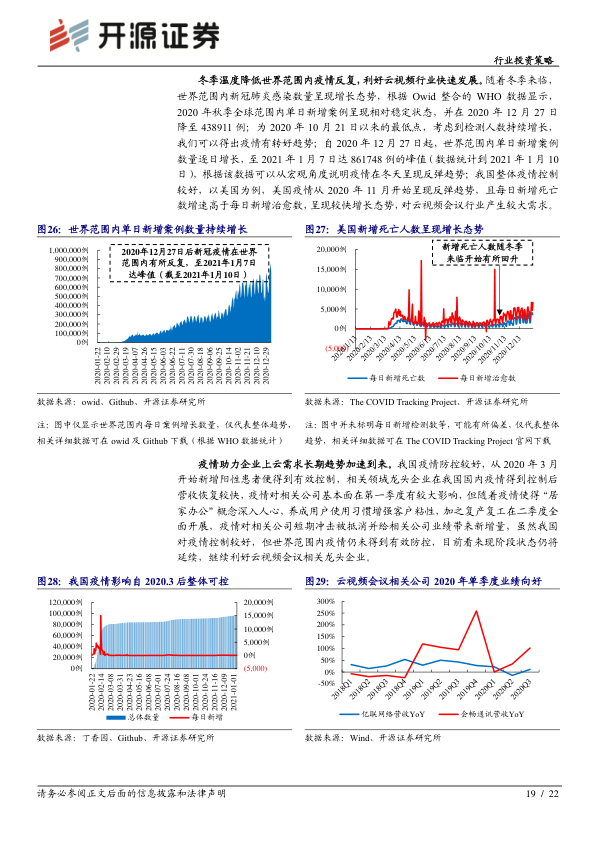 开源证券
行业投资策略
冬季温度降低世界范围内疫情反复，利好云视频行业快速发展。随着冬季来临，
世界范围内新冠肺炎感染数量呈现增长态势，根据 Owid 整合的 WHO 数据显示，
2020 年秋季全球范围内单日新增案例呈现相对稳定状态，并在 2020 年 12 月 27 日
降至 438911 例；为 2020 年 10 月 21 日以来的最低点，考虑到检测人数持续增长，
我们可以得出疫情有转好趋势；自 2020 年 12 月 27 日起，世界范围内单日新增案例
数量逐日增长，至 2021 年 1 月 7 日达 861748 例的峰值（数据统计到 2021 年 1 月 10
日）。根据该数据可以从宏观角度说明疫情在冬天呈现反弹趋势；我国整体疫情控制
较好，以美国为例，美国疫情从 2020 年 11 月开始呈现反弹趋势，且每日新增死亡
数增速高于每日新增治愈数，呈现较快增长态势，对云视频会议行业产生较大需求。
图26：世界范围内单日新增案例数量持续增长
1,000,000例
900,000例
800,000例
700,000例
600,000例
500,000例
400,000例
300,000例
200,000例
100,000例
0例
2020年12月27日后新冠疫情在世界
范围内有所反复，至2021年1月7日
达峰值（截至2021年1月10日）
2020-01-22
2020-02-10
2020-02-29
2020-03-19
2020-04-07
2020-04-26
2020-05-15
2020-06-03
2020-06-22
2020-07-11
2020-07-30
2020-08-18
2020-09-06
2020-09-25
2020-10-14
2020-11-02
2020-11-21
2020-12-10
2020-12-29
数据来源：owid、Github、开源证券研究所
注：图中仅显示世界范围内每日案例增长数量，仅代表整体趋势，
相关详细数据可在 owid 及 Github 下载（根据 WHO 数据统计）
图27：美国新增死亡人数呈现增长态势
新增死亡人数随冬季
来临开始有所回升
20,000例
15,000例
10,000例
5,000例
0例
(5,000)
2020/1/13
2020/2/13
2020/3/13
2020/4/13
2020/5/13
2020/6/13
2020/7/13
2020/8/13
2020/9/13
2020/10/13
2020/11/13
2020/12/13
每日新增死亡数
每日新增治愈数
数据来源：The COVID Tracking Project、开源证券研究所
注：图中并未标明每日新增检测数等，可能有所偏差，仅代表整体
趋势，相关详细数据可在 The COVID Tracking Project 官网下载
疫情助力企业上云需求长期趋势加速到来。我国疫情防控较好，从 2020 年 3 月
开始新增阳性患者便得到有效控制，相关领域龙头企业在我国国内疫情得到控制后
营收恢复较快，疫情对相关公司基本面在第一季度有较大影响，但随着疫情使得“居
家办公”概念深入人心，养成用户使用习惯增强客户粘性，加之复产复工在二季度全
面开展，疫情对相关公司短期冲击被抵消并给相关公司业绩带来新增量，虽然我国
对疫情控制较好，但世界范围内疫情仍未得到有效防控，目前看来现阶段状态仍将
延续，继续利好云视频会议相关龙头企业。
图28：我国疫情影响自 2020.3 后整体可控
120,000例
100,000例
80,000例
60,000例
40,000例
20,000例
0例
20,000例
15,000例
10,000例
5,000例
0例
(5,000)
2020-01-22
2020-02-14
2020-03-08
2020-03-31
2020-04-23
2020-05-16
2020-06-08
2020-07-01
2020-07-24
2020-08-16
2020-09-08
2020-10-01
2020-10-24
2020-11-16
2020-12-09
2021-01-01
总体数量
每日新增
数据来源：丁香园、Github、开源证券研究所
图29：云视频会议相关公司 2020 年单季度业绩向好
300%
250%
200%
150%
100%
50%
0%
-50%
2018Q1
2018Q2
2018Q3
2018Q4
2019Q1
2019Q2
2019Q3
2019Q4
2020Q1
2020Q2
2020Q3
亿联网络营收YoY
会畅通讯营收YoY
数据来源：Wind、开源证券研究所
请务必参阅正文后面的信息披露和法律声明
19 / 22